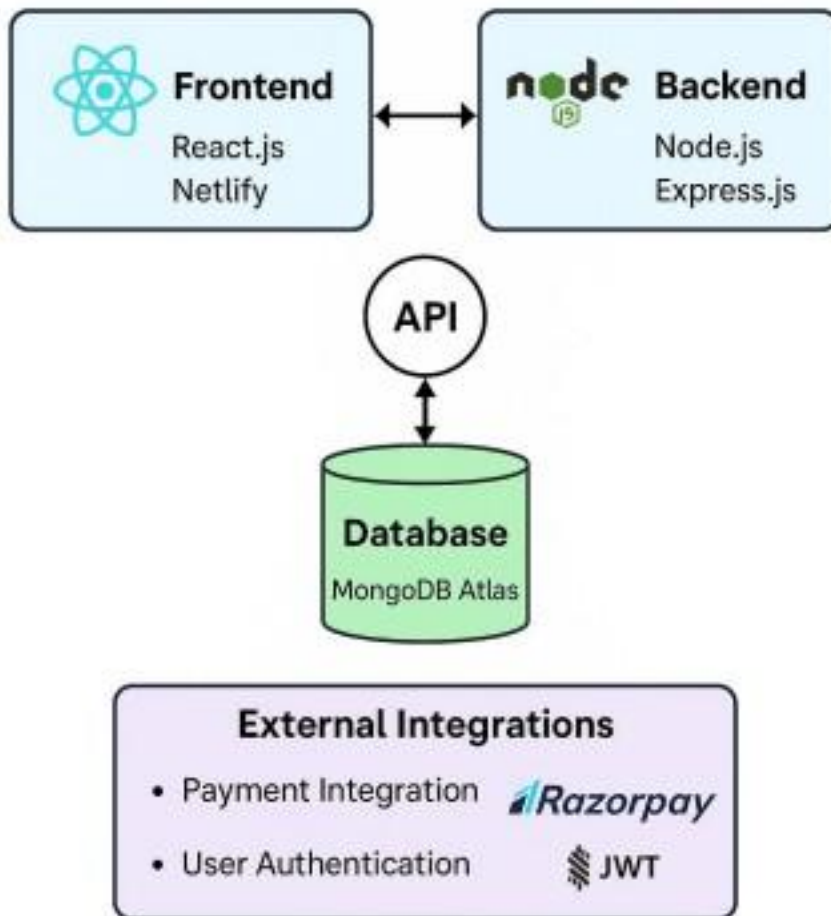 Frontend
React.js
Netlify
node
js
Backend
Node.js
Express.js
API
Database
MongoDB Atlas
External Integrations
• Payment Integration Razorpay
• User Authentication JWT